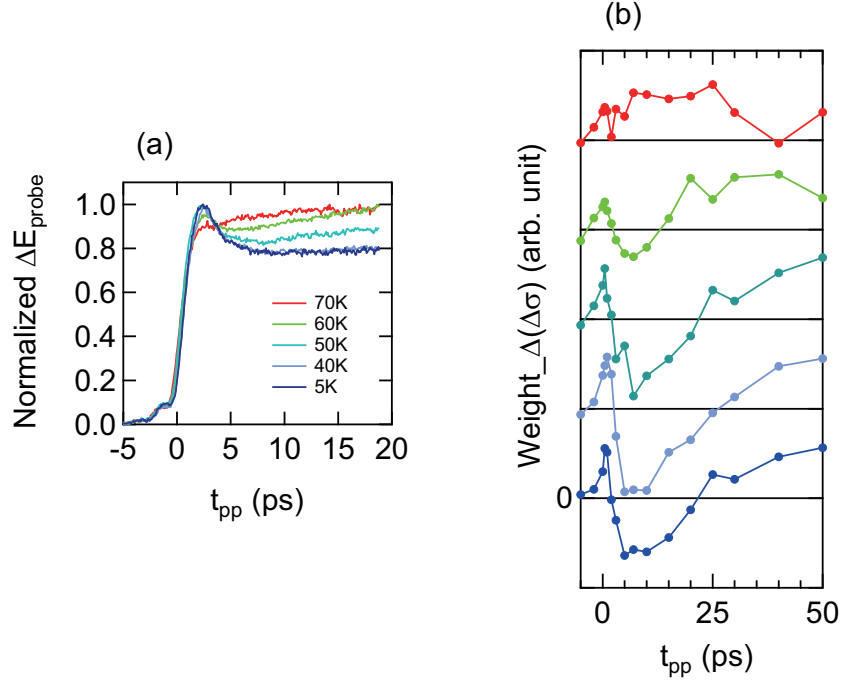 (a)
Normalized ΔE_probe
1.0
0.8
0.6
0.4
0.2
0.0
70K
60K
50K
40K
5K
-5
0
5
10
15
20
t_pp (ps)
(b)
Weight_Δ(Δσ) (arb. unit)
0
0
25
50
t_pp (ps)